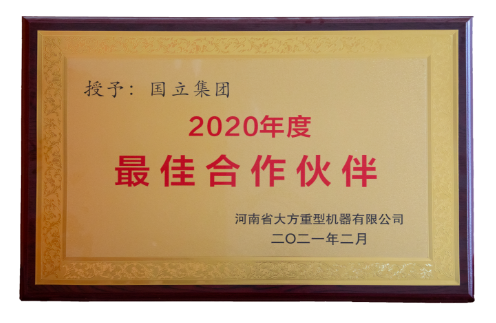 授予：国立集团
2020年度
最佳合作伙伴
河南省大方重型机器有限公司
二〇二一年二月